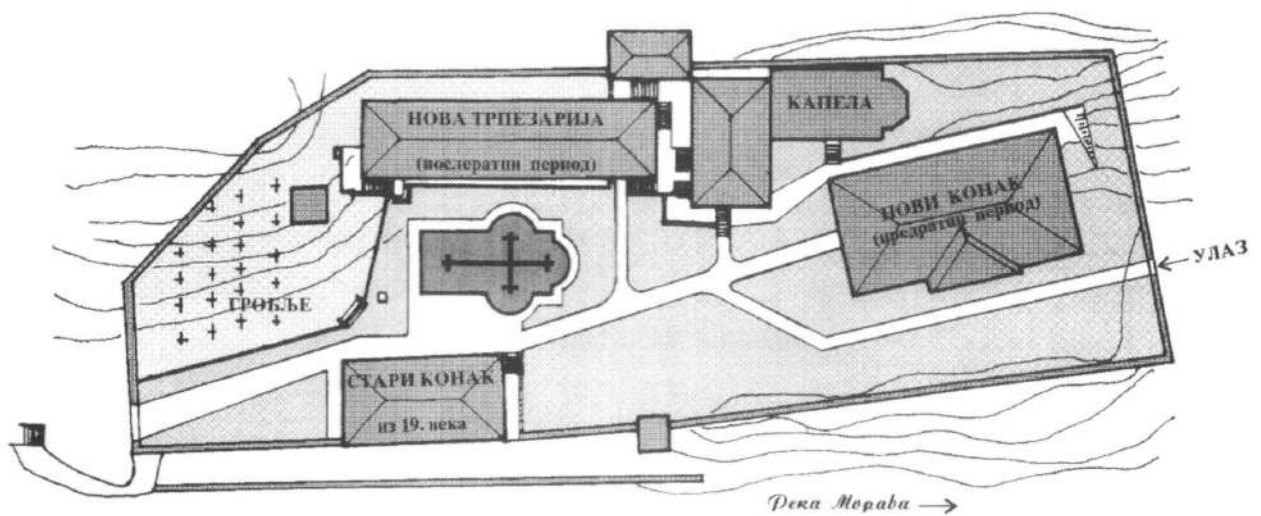 КАПЕЛА
НОВА ТРПЕЗАРИЈА
(послератни период)
НОВИ КОНАК
(предратни период)
УЛАЗ
ГРОБЉЕ
СТАРИ КОНАК
из 19. века
Река Морава